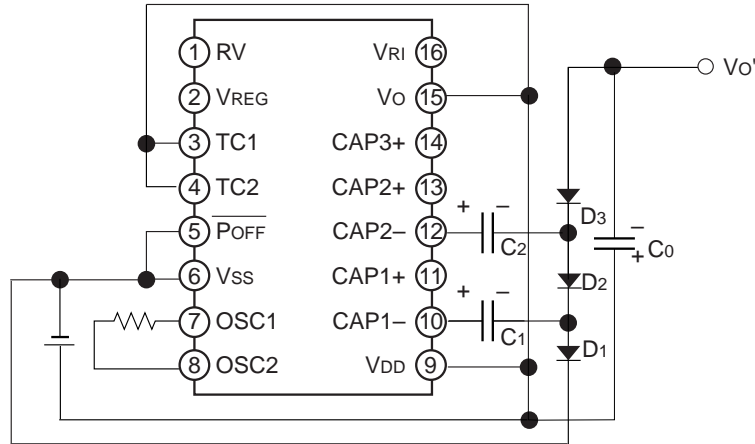 1 RV
2 VREG
3 TC1
4 TC2
5 POFF
6 VSS
7 OSC1
8 OSC2
VRI 16
VO 15
CAP3+ 14
CAP2+ 13
CAP2– 12
CAP1+ 11
CAP1– 10
VDD 9
+ –
C2
+ –
C1
D3
D2
D1
–
+ C0
VO'